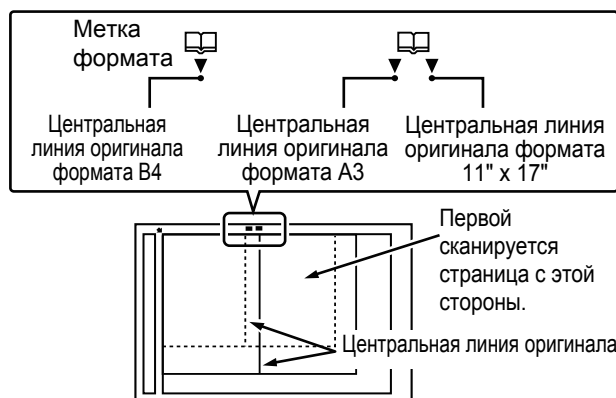 Метка
формата
Центральная
линия оригинала
формата B4
Центральная
линия оригинала
формата A3
Центральная линия
оригинала формата
11" x 17"
Первой
сканируется
страница с этой
стороны.
Центральная линия оригинала